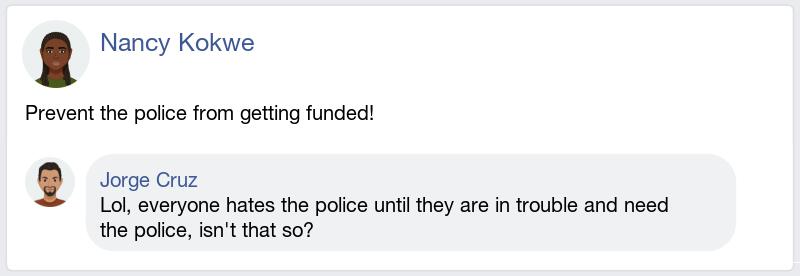 Nancy Kokwe
Prevent the police from getting funded!
Jorge Cruz
Lol, everyone hates the police until they are in trouble and need
the police, isn't that so?